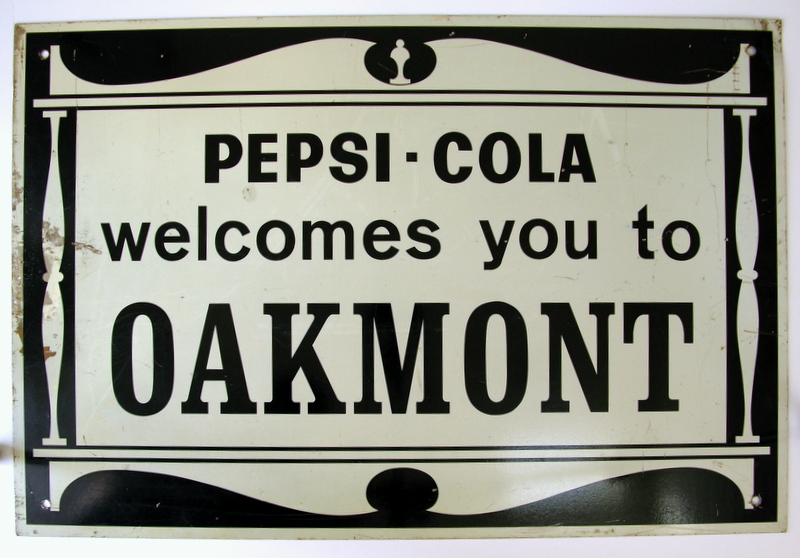 PEPSI-COLA
welcomes you to
OAKMONT